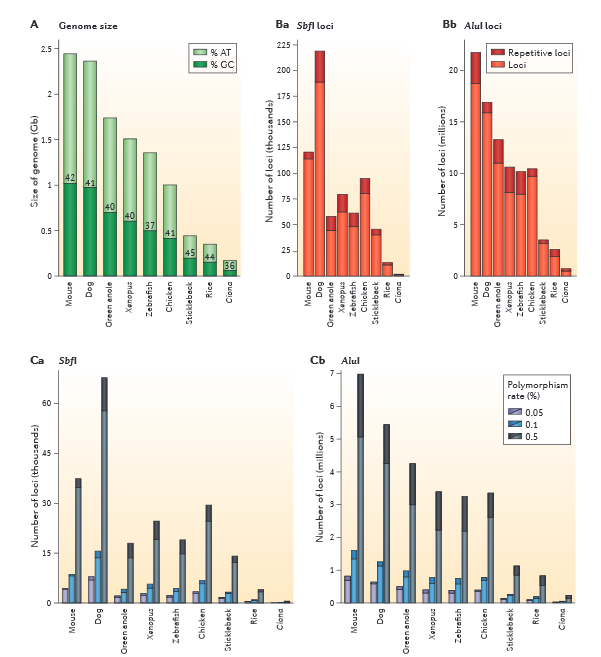 A Genome size
Size of genome (Gb)
2.5
2
1.5
1
0.5
0
% AT
% GC
42
41
40
40
37
41
45
44
36
Mouse
Dog
Green anole
Xenopus
Zebrafish
Chicken
Stickleback
Rice
Ciona
Ba SbfI loci
Number of loci (thousands)
225
200
175
150
125
100
75
50
25
0
Mouse
Dog
Green anole
Xenopus
Zebrafish
Chicken
Stickleback
Rice
Ciona
Bb AluI loci
Number of loci (millions)
20
15
10
5
0
Repetitive loci
Loci
Mouse
Dog
Green anole
Xenopus
Zebrafish
Chicken
Stickleback
Rice
Ciona
Ca SbfI
Number of loci (thousands)
60
45
30
15
0
Mouse
Dog
Green anole
Xenopus
Zebrafish
Chicken
Stickleback
Rice
Ciona
Cb AluI
Number of loci (millions)
7
6
5
4
3
2
1
0
Polymorphism
rate (%)
0.05
0.1
0.5
Mouse
Dog
Green anole
Xenopus
Zebrafish
Chicken
Stickleback
Rice
Ciona